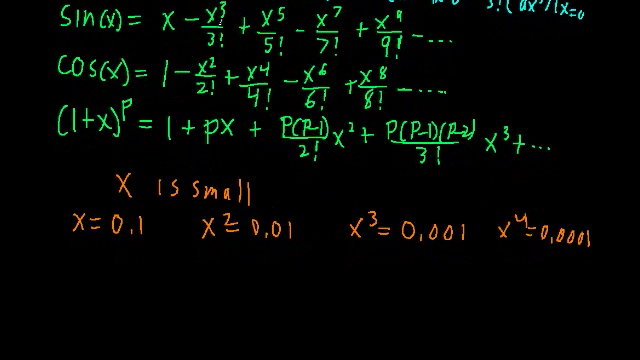 sin(x) = x - x³/3! + x⁵/5! - x⁷/7! + x⁹/9! - ....
cos(x) = 1 - x²/2! + x⁴/4! - x⁶/6! + x⁸/8! - ....
(1+x)^P = 1 + px + P(P-1)/2! x² + P(P-1)(P-2)/3! x³ + ...
X is small
x = 0.1 x² = 0.01 x³ = 0.001 x⁴ = 0.0001